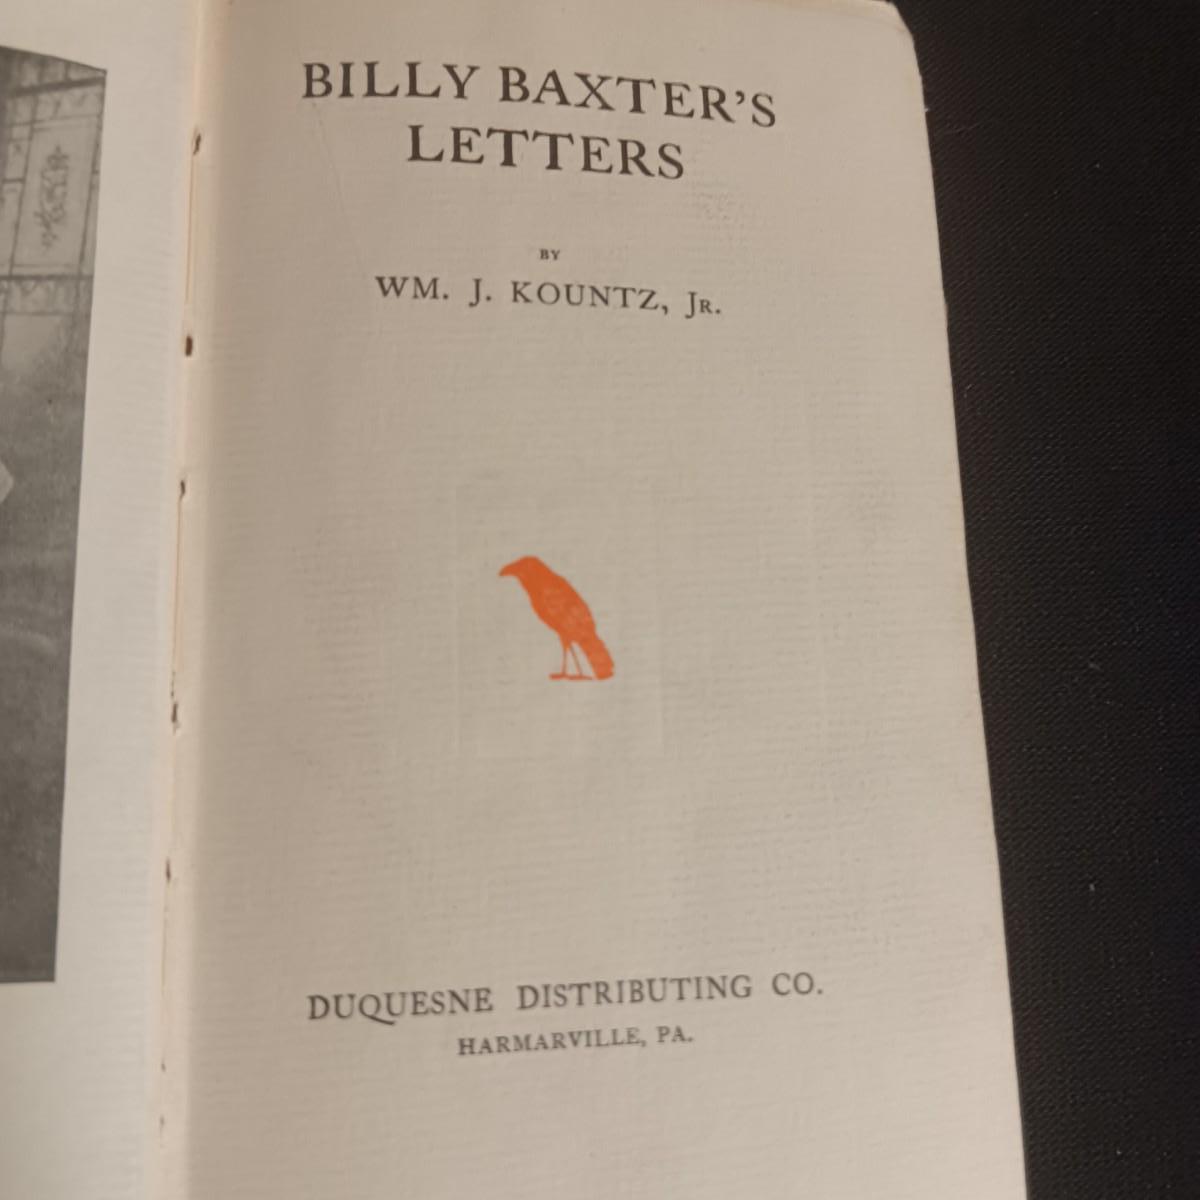 BILLY BAXTER'S
LETTERS
BY
WM. J. KOUNTZ, JR.
DUQUESNE DISTRIBUTING CO.
HARMARVILLE, PA.